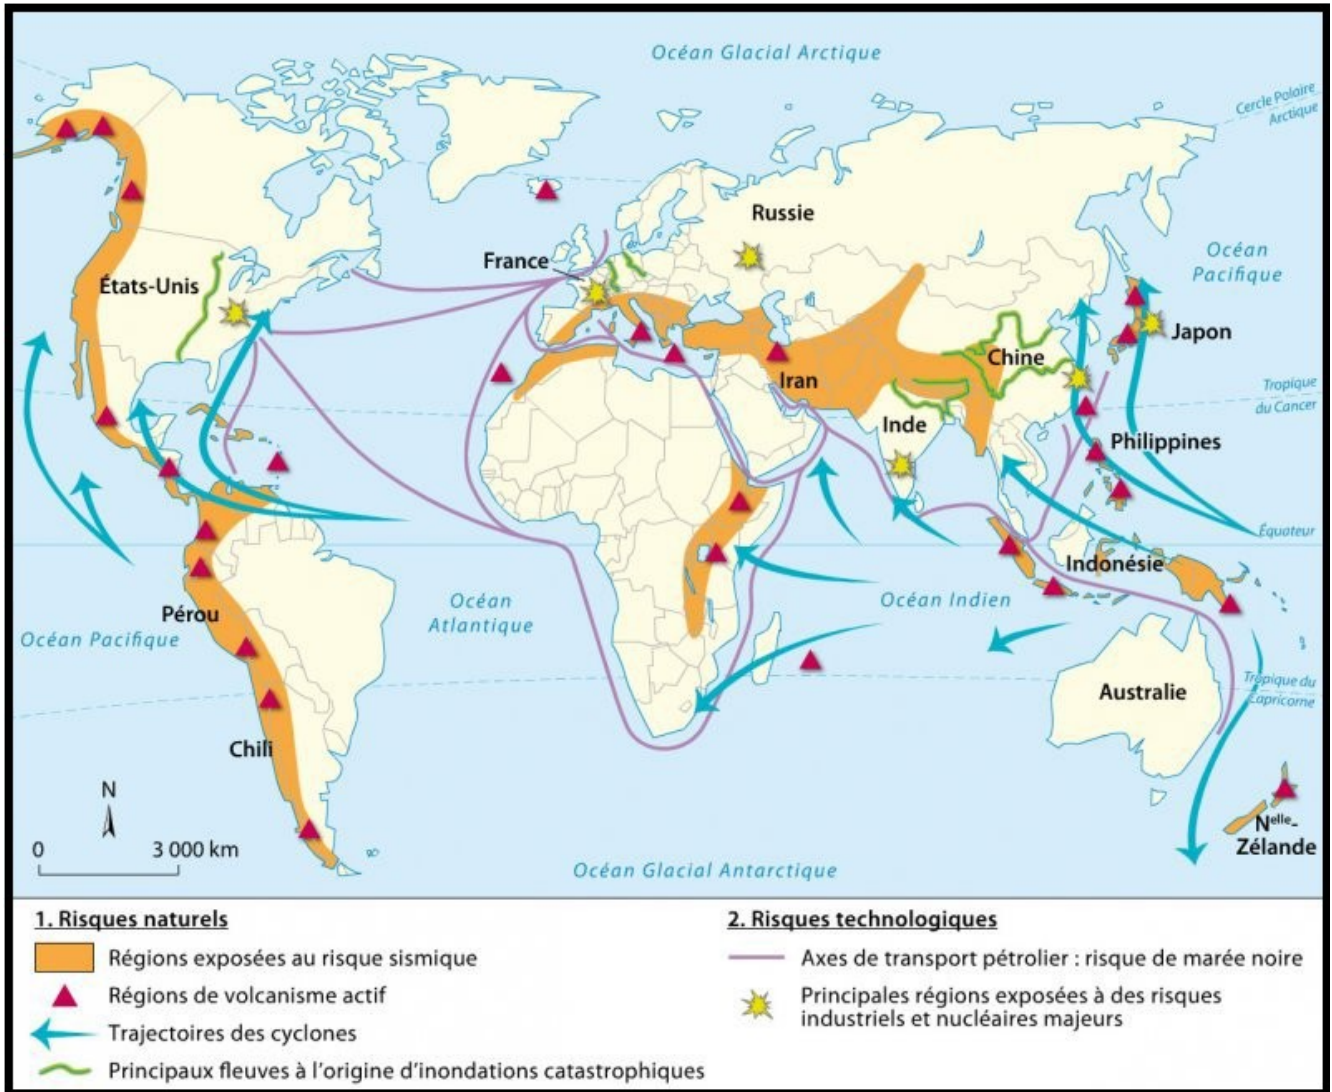 Océan Glacial Arctique
Cercle Polaire
Arctique
Russie
Océan
Pacifique
France
États-Unis
Japon
Chine
Iran
Tropique
du Cancer
Inde
Philippines
Équateur
Indonésie
Pérou
Océan
Atlantique
Océan Indien
Océan Pacifique
Tropique du
Capricorne
Australie
Chili
N
0 3 000 km
Nelle-
Zélande
Océan Glacial Antarctique
1. Risques naturels
Régions exposées au risque sismique
Régions de volcanisme actif
Trajectoires des cyclones
Principaux fleuves à l'origine d'inondations catastrophiques
2. Risques technologiques
Axes de transport pétrolier : risque de marée noire
Principales régions exposées à des risques
industriels et nucléaires majeurs